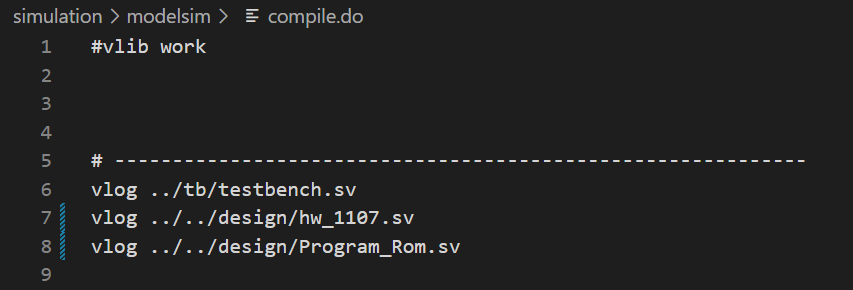 simulation > modelsim > compile.do
1 #vlib work
2
3
4
5 # ------------------------------------------------------------
6 vlog ../tb/testbench.sv
7 vlog ../../design/hw_1107.sv
8 vlog ../../design/Program_Rom.sv
9